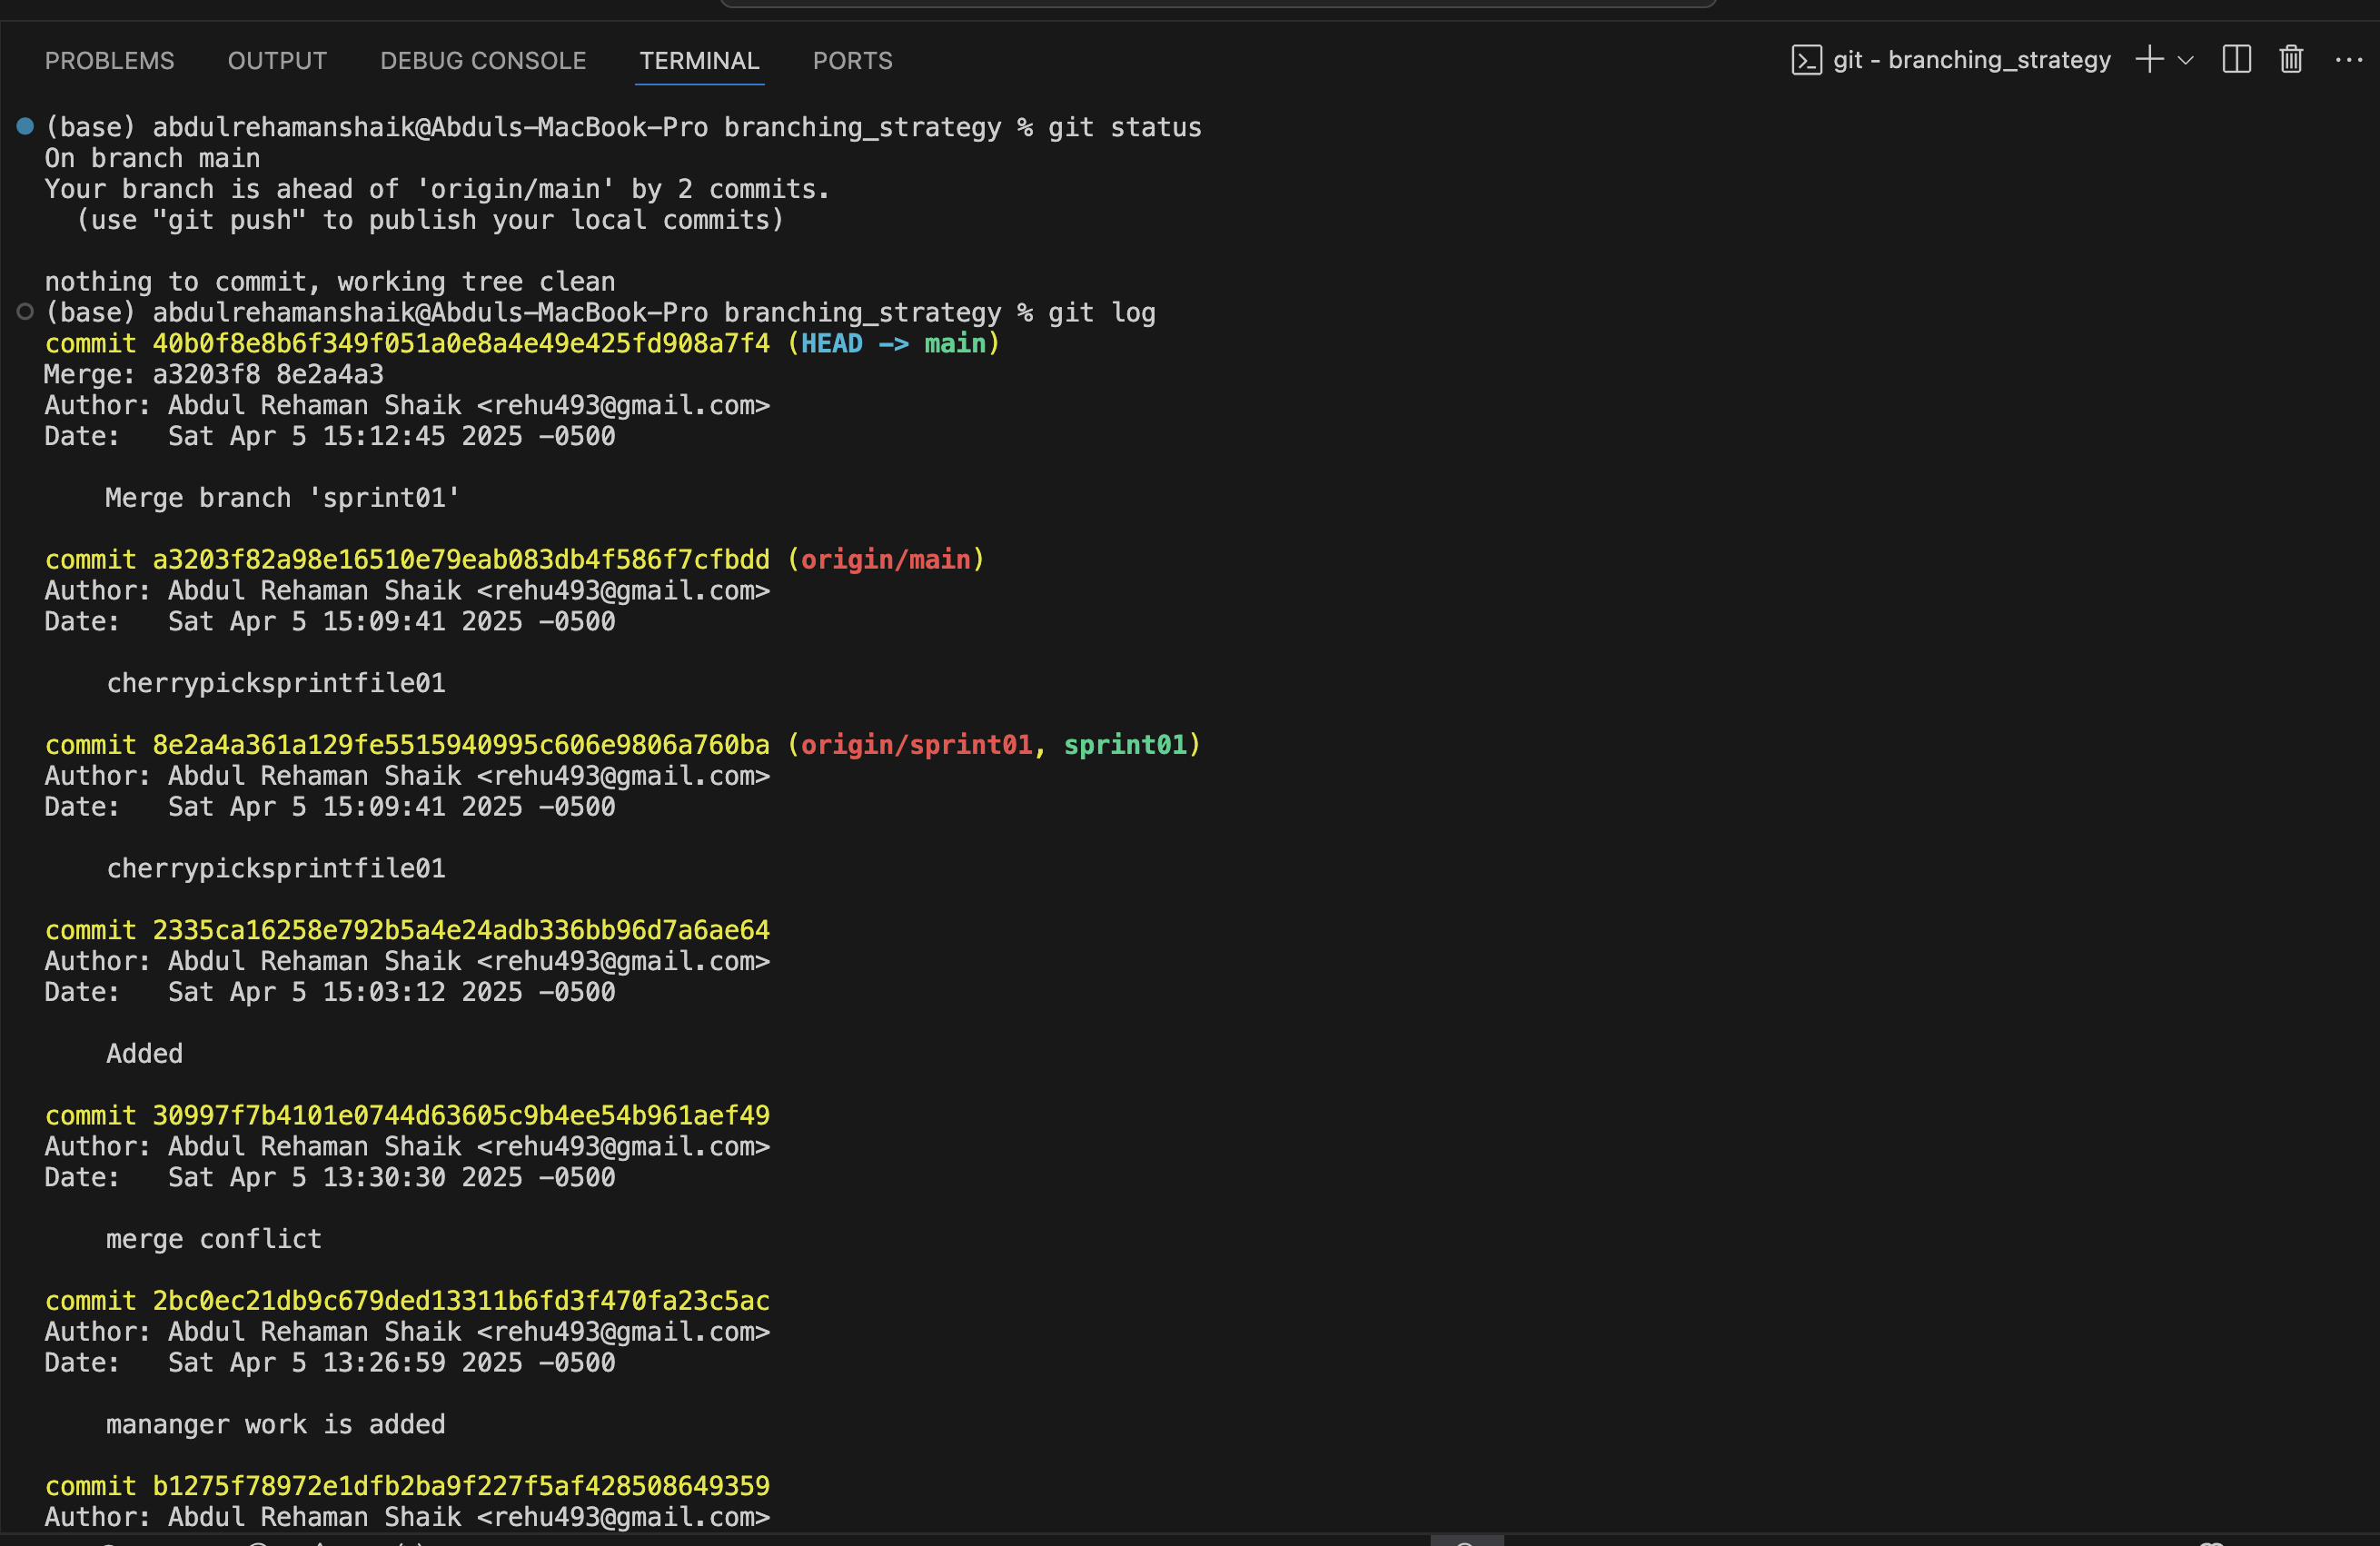 PROBLEMS OUTPUT DEBUG CONSOLE TERMINAL PORTS git - branching_strategy
(base) abdulrehamanshaik@Abduls-MacBook-Pro branching_strategy % git status
On branch main
Your branch is ahead of 'origin/main' by 2 commits.
  (use "git push" to publish your local commits)
nothing to commit, working tree clean
(base) abdulrehamanshaik@Abduls-MacBook-Pro branching_strategy % git log
commit 40b0f8e8b6f349f051a0e8a4e49e425fd908a7f4 (HEAD -> main)
Merge: a3203f8 8e2a4a3
Author: Abdul Rehaman Shaik <rehu493@gmail.com>
Date:   Sat Apr 5 15:12:45 2025 -0500
    Merge branch 'sprint01'
commit a3203f82a98e16510e79eab083db4f586f7cfbdd (origin/main)
Author: Abdul Rehaman Shaik <rehu493@gmail.com>
Date:   Sat Apr 5 15:09:41 2025 -0500
    cherrypicksprintfile01
commit 8e2a4a361a129fe5515940995c606e9806a760ba (origin/sprint01, sprint01)
Author: Abdul Rehaman Shaik <rehu493@gmail.com>
Date:   Sat Apr 5 15:09:41 2025 -0500
    cherrypicksprintfile01
commit 2335ca16258e792b5a4e24adb336bb96d7a6ae64
Author: Abdul Rehaman Shaik <rehu493@gmail.com>
Date:   Sat Apr 5 15:03:12 2025 -0500
    Added
commit 30997f7b4101e0744d63605c9b4ee54b961aef49
Author: Abdul Rehaman Shaik <rehu493@gmail.com>
Date:   Sat Apr 5 13:30:30 2025 -0500
    merge conflict
commit 2bc0ec21db9c679ded13311b6fd3f470fa23c5ac
Author: Abdul Rehaman Shaik <rehu493@gmail.com>
Date:   Sat Apr 5 13:26:59 2025 -0500
    mananger work is added
commit b1275f78972e1dfb2ba9f227f5af428508649359
Author: Abdul Rehaman Shaik <rehu493@gmail.com>